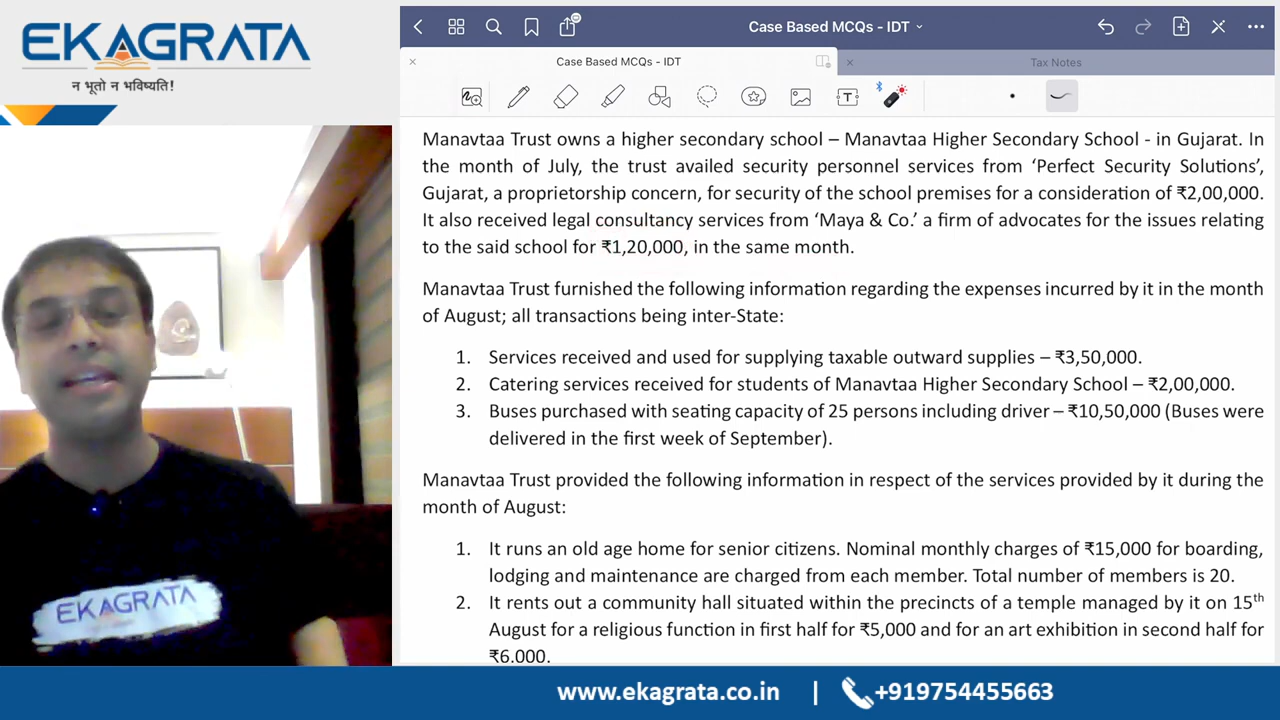 EKAGRATA
न भूतो न भविष्यति!
Case Based MCQs - IDT
Case Based MCQs - IDT
Tax Notes
T
Manavtaa Trust owns a higher secondary school – Manavtaa Higher Secondary School - in Gujarat. In
the month of July, the trust availed security personnel services from ‘Perfect Security Solutions’,
Gujarat, a proprietorship concern, for security of the school premises for a consideration of ₹2,00,000.
It also received legal consultancy services from ‘Maya & Co.’ a firm of advocates for the issues relating
to the said school for ₹1,20,000, in the same month.
Manavtaa Trust furnished the following information regarding the expenses incurred by it in the month
of August; all transactions being inter-State:
1. Services received and used for supplying taxable outward supplies – ₹3,50,000.
2. Catering services received for students of Manavtaa Higher Secondary School – ₹2,00,000.
3. Buses purchased with seating capacity of 25 persons including driver – ₹10,50,000 (Buses were
delivered in the first week of September).
Manavtaa Trust provided the following information in respect of the services provided by it during the
month of August:
1. It runs an old age home for senior citizens. Nominal monthly charges of ₹15,000 for boarding,
lodging and maintenance are charged from each member. Total number of members is 20.
2. It rents out a community hall situated within the precincts of a temple managed by it on 15th
August for a religious function in first half for ₹5,000 and for an art exhibition in second half for
₹6,000.
EKAGRATA
www.ekagrata.co.in | +919754455663